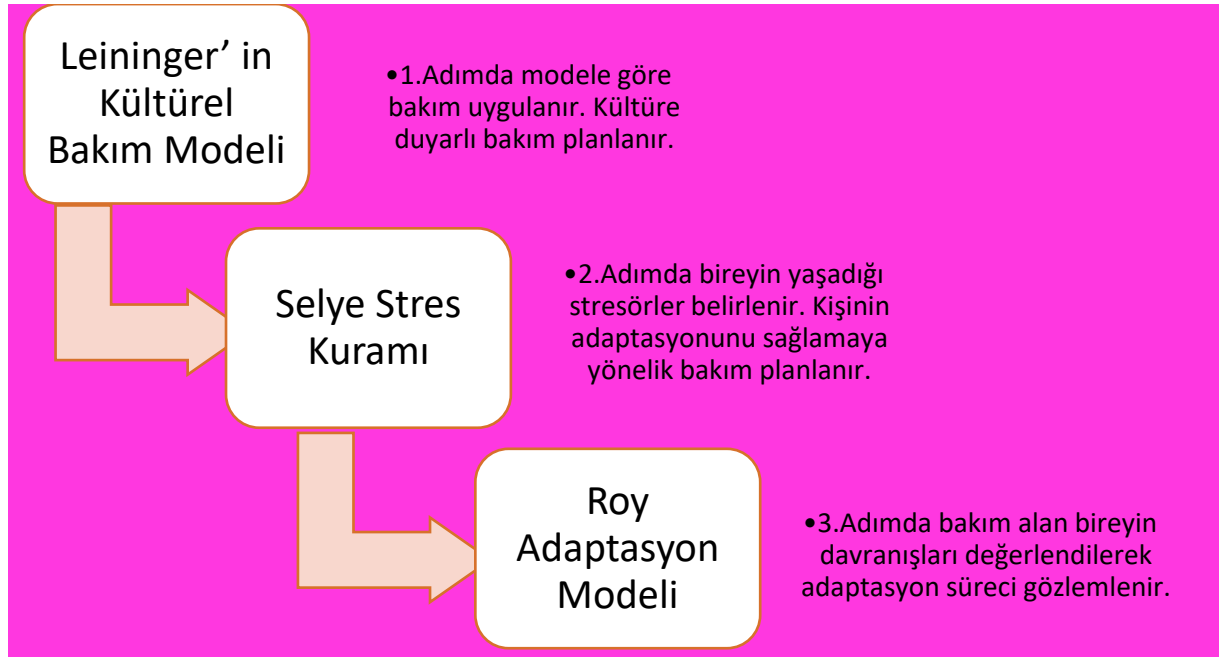 Leininger’ in
Kültürel
Bakım Modeli
•1.Adımda modele göre
bakım uygulanır. Kültüre
duyarlı bakım planlanır.
Selye Stres
Kuramı
•2.Adımda bireyin yaşadığı
stresörler belirlenir. Kişinin
adaptasyonunu sağlamaya
yönelik bakım planlanır.
Roy
Adaptasyon
Modeli
•3.Adımda bakım alan bireyin
davranışları değerlendilerek
adaptasyon süreci gözlemlenir.